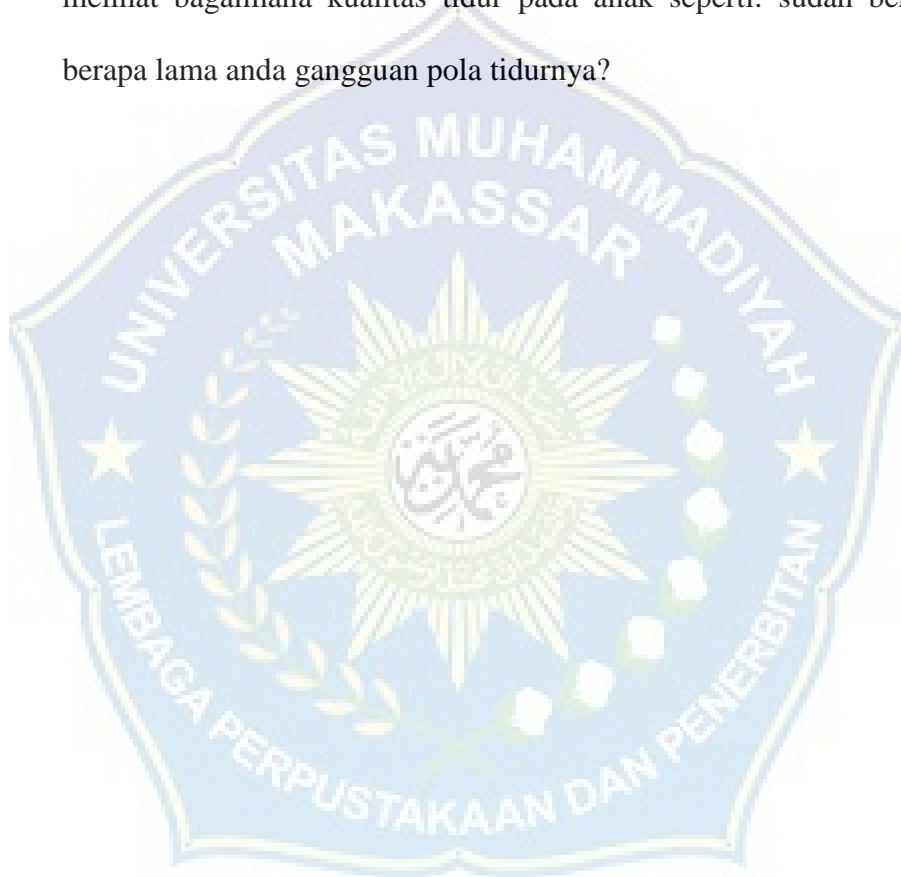 melihat bagaimana kualitas tidur pada anak seperti: sudah
berapa lama anda gangguan pola tidurnya?
UNIVERSITAS MUHAMMADIYAH
MAKASSAR
LEMBAGA PERPUSTAKAAN DAN PENERBITAN